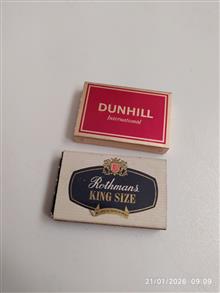 DUNHILL
International
Rothmans
KING SIZE
21/01/2026 09:09